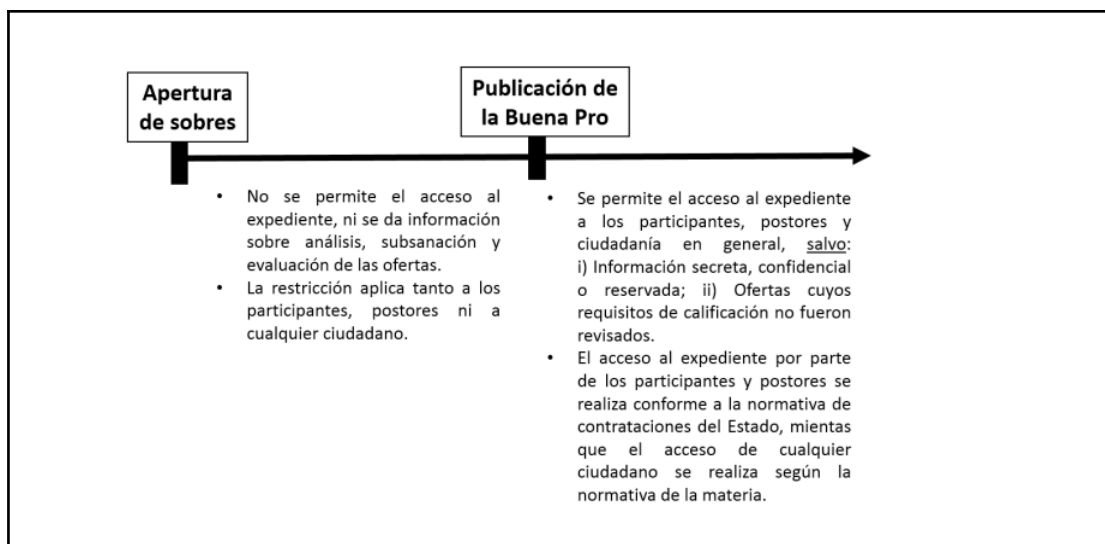 Apertura
de sobres
Publicación de
la Buena Pro
• No se permite el acceso al
expediente, ni se da información
sobre análisis, subsanación y
evaluación de las ofertas.
• La restricción aplica tanto a los
participantes, postores ni a
cualquier ciudadano.
• Se permite el acceso al expediente
a los participantes, postores y
ciudadanía en general, salvo:
i) Información secreta, confidencial
o reservada; ii) Ofertas cuyos
requisitos de calificación no fueron
revisados.
• El acceso al expediente por parte
de los participantes y postores se
realiza conforme a la normativa de
contrataciones del Estado, mientas
que el acceso de cualquier
ciudadano se realiza según la
normativa de la materia.